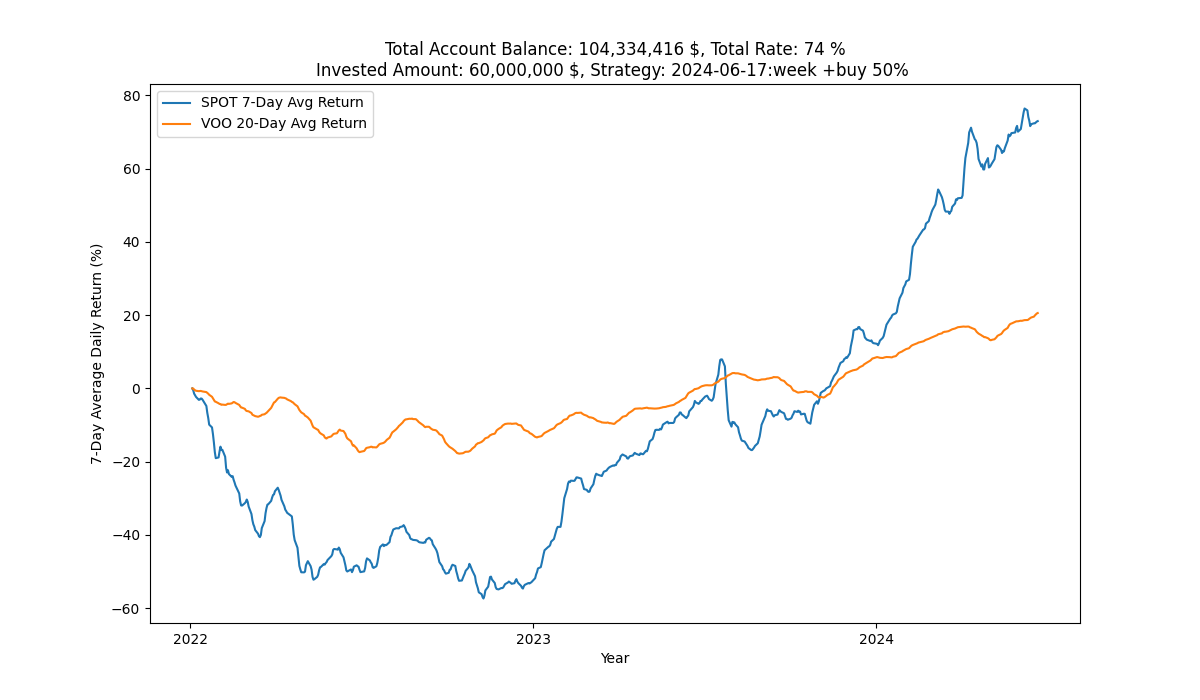 Total Account Balance: 104,334,416 $, Total Rate: 74 %
Invested Amount: 60,000,000 $, Strategy: 2024-06-17:week +buy 50%
SPOT 7-Day Avg Return
VOO 20-Day Avg Return
7-Day Average Daily Return (%)
80
60
40
20
0
−20
−40
−60
2022
2023
2024
Year